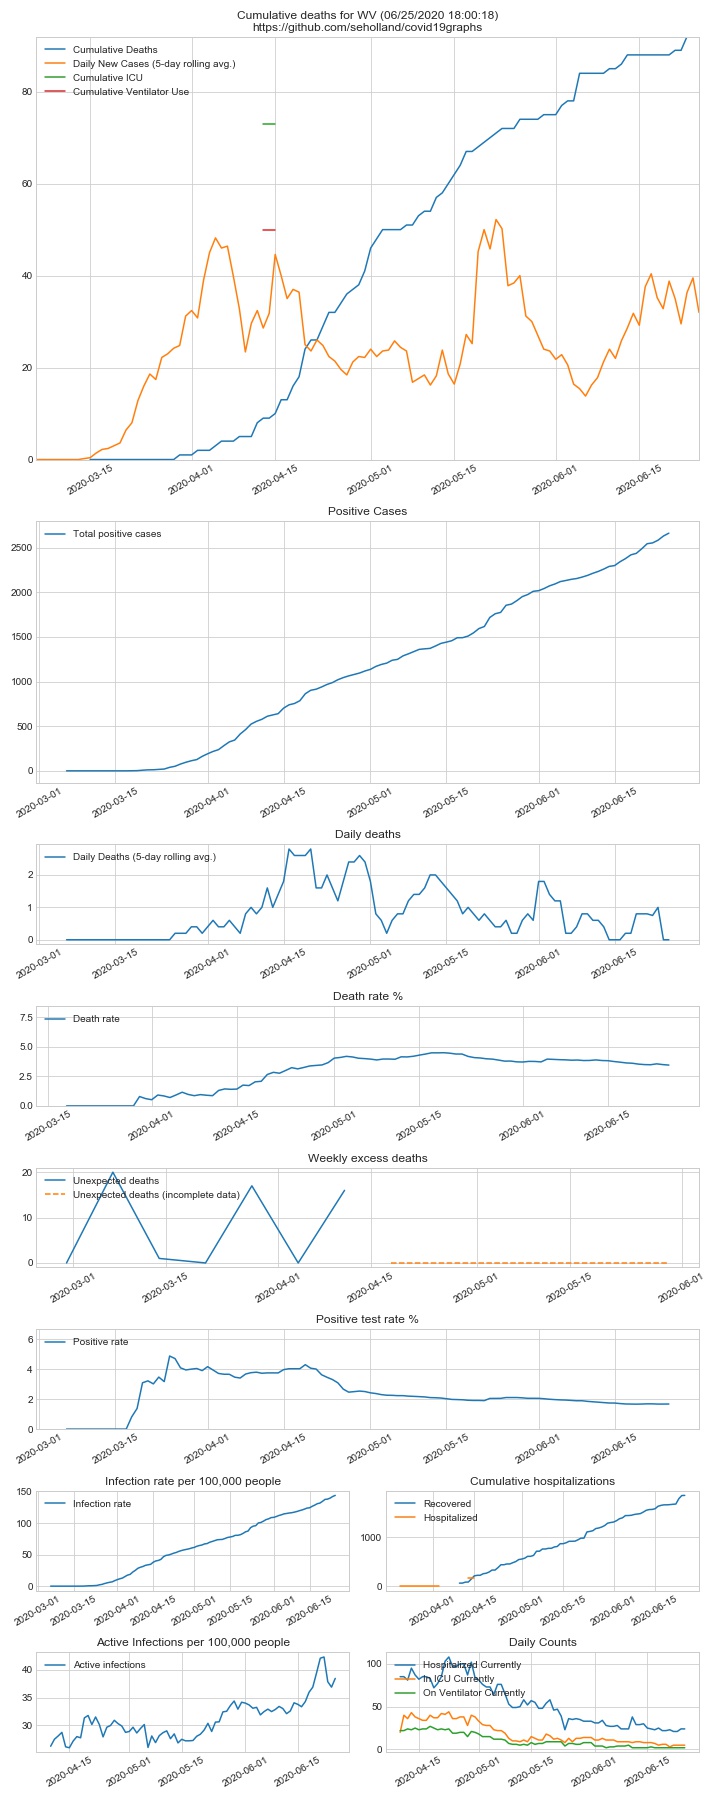 Cumulative deaths for WV (06/25/2020 18:00:18)
https://github.com/seholland/covid19graphs
Cumulative Deaths
Daily New Cases (5-day rolling avg.)
Cumulative ICU
Cumulative Ventilator Use
80
60
40
20
0
2020-03-15 2020-04-01 2020-04-15 2020-05-01 2020-05-15 2020-06-01 2020-06-15
Positive Cases
Total positive cases
2500
2000
1500
1000
500
0
2020-03-01 2020-03-15 2020-04-01 2020-04-15 2020-05-01 2020-05-15 2020-06-01 2020-06-15
Daily deaths
Daily Deaths (5-day rolling avg.)
2
1
0
2020-03-01 2020-03-15 2020-04-01 2020-04-15 2020-05-01 2020-05-15 2020-06-01 2020-06-15
Death rate %
Death rate
7.5
5.0
2.5
0.0
2020-03-15 2020-04-01 2020-04-15 2020-05-01 2020-05-15 2020-06-01 2020-06-15
Weekly excess deaths
Unexpected deaths
Unexpected deaths (incomplete data)
20
10
0
2020-03-01 2020-03-15 2020-04-01 2020-04-15 2020-05-01 2020-05-15 2020-06-01
Positive test rate %
Positive rate
6
4
2
0
2020-03-01 2020-03-15 2020-04-01 2020-04-15 2020-05-01 2020-05-15 2020-06-01 2020-06-15
Infection rate per 100,000 people
Infection rate
150
100
50
0
2020-03-01 2020-03-15 2020-04-01 2020-04-15 2020-05-01 2020-05-15 2020-06-01 2020-06-15
Cumulative hospitalizations
Recovered
Hospitalized
1000
0
2020-04-01 2020-04-15 2020-05-01 2020-05-15 2020-06-01 2020-06-15
Active Infections per 100,000 people
Active infections
40
35
30
2020-04-15 2020-05-01 2020-05-15 2020-06-01 2020-06-15
Daily Counts
Hospitalized Currently
In ICU Currently
On Ventilator Currently
100
50
0
2020-04-15 2020-05-01 2020-05-15 2020-06-01 2020-06-15